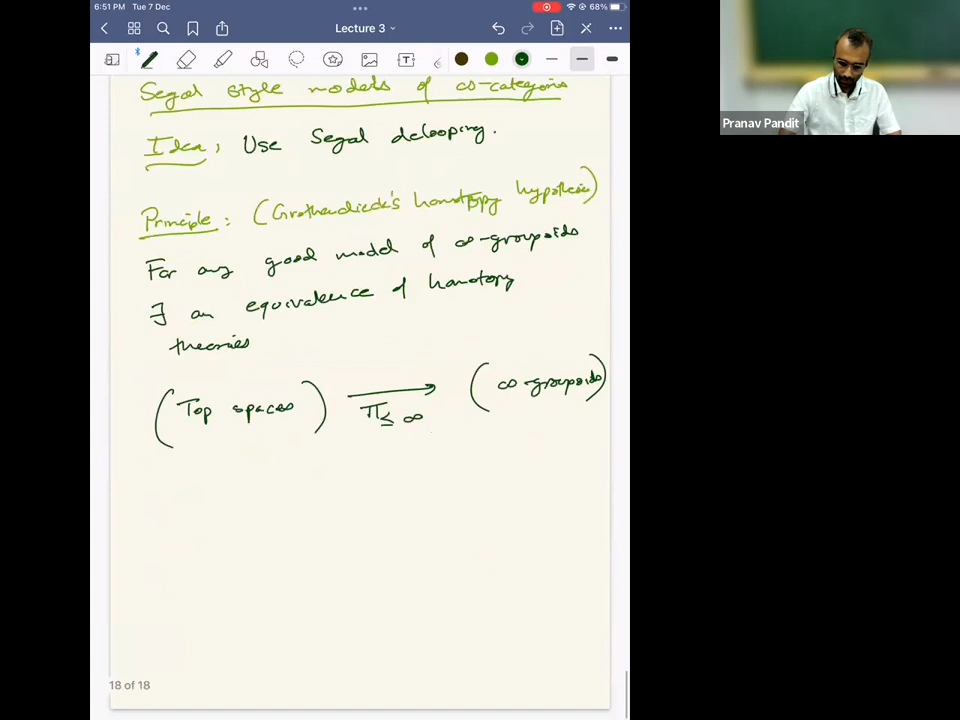 6:51 PM Tue 7 Dec
68%
Lecture 3
Pranav Pandit
Segal style models of ∞-categories
Idea: Use Segal delooping.
Principle: (Grothendieck's homotopy hypothesis)
For any good model of ∞-groupoids
∃ an equivalence of homotopy
theories
(Top spaces) → (∞-groupoids)
π≤∞
18 of 18